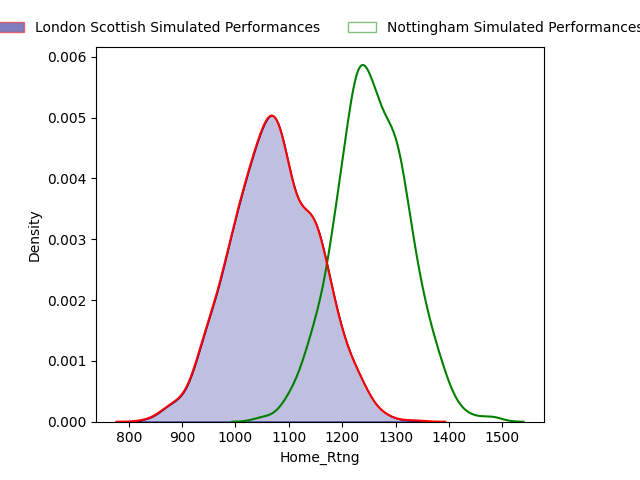 London Scottish Simulated Performances
Nottingham Simulated Performances
0.006
0.005
0.004
0.003
0.002
0.001
0.000
Density
800 900 1000 1100 1200 1300 1400 1500
Home_Rtng